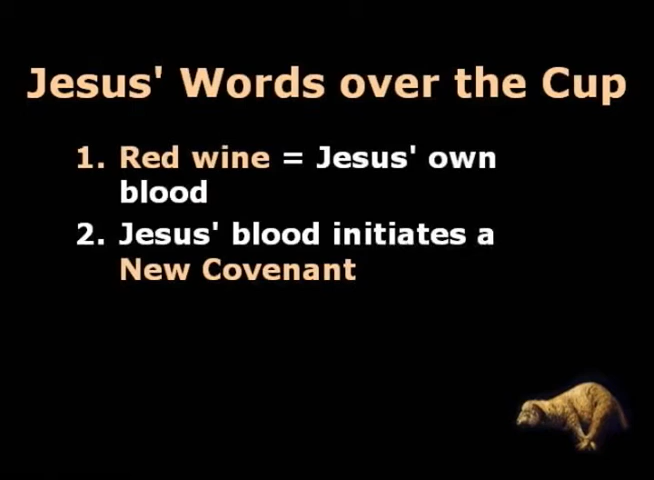 Jesus' Words over the Cup
1. Red wine = Jesus' own
blood
2. Jesus' blood initiates a
New Covenant